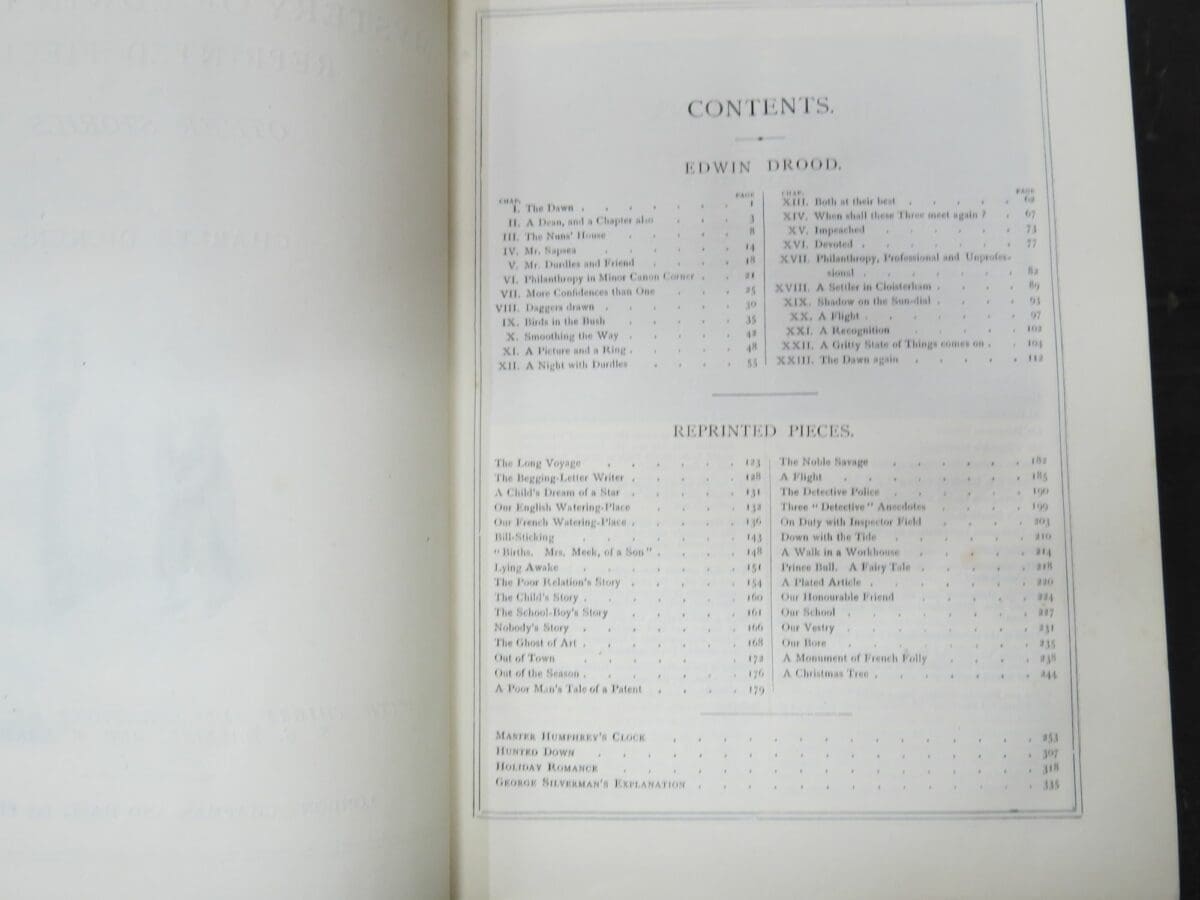 CONTENTS.
EDWIN DROOD.
CHAP. PAGE
I. The Dawn . . . . . . . 1
II. A Dean, and a Chapter also . . . 3
III. The Nuns' House . . . . . 8
IV. Mr. Sapsea . . . . . . 14
V. Mr. Durdles and Friend . . . . 18
VI. Philanthropy in Minor Canon Corner . . 21
VII. More Confidences than One . . . 25
VIII. Daggers drawn . . . . . . 30
IX. Birds in the Bush . . . . . 35
X. Smoothing the Way . . . . . 42
XI. A Picture and a Ring . . . . . 48
XII. A Night with Durdles . . . . 55
CHAP. PAGE
XIII. Both at their best . . . . . 62
XIV. When shall these Three meet again ? . 67
XV. Impeached . . . . . . 73
XVI. Devoted . . . . . . . 77
XVII. Philanthropy, Professional and Unprofes-
sional . . . . . . . 82
XVIII. A Settler in Cloisterham . . . . 89
XIX. Shadow on the Sun-dial . . . . 93
XX. A Flight . . . . . . . 97
XXI. A Recognition . . . . . 102
XXII. A Gritty State of Things comes on . . 104
XXIII. The Dawn again . . . . . 112
REPRINTED PIECES.
The Long Voyage . . . . . 123
The Begging-Letter Writer . . . . . 128
A Child's Dream of a Star . . . . . 131
Our English Watering-Place . . . . 132
Our French Watering-Place . . . . . 136
Bill-Sticking . . . . . . 143
" Births. Mrs. Meek, of a Son " . . . . 148
Lying Awake . . . . . . 151
The Poor Relation's Story . . . . . 154
The Child's Story . . . . . . 160
The School-Boy's Story . . . . . 161
Nobody's Story . . . . . . 166
The Ghost of Art . . . . . . 168
Out of Town . . . . . . 172
Out of the Season . . . . . . 176
A Poor Man's Tale of a Patent . . . . 179
The Noble Savage . . . . . . 182
A Flight . . . . . . . 185
The Detective Police . . . . . 190
Three " Detective " Anecdotes . . . . 199
On Duty with Inspector Field . . . . 203
Down with the Tide . . . . . 210
A Walk in a Workhouse . . . . . 214
Prince Bull. A Fairy Tale . . . . . 218
A Plated Article . . . . . . 220
Our Honourable Friend . . . . . 224
Our School . . . . . . . 227
Our Vestry . . . . . . . 231
Our Bore . . . . . . . 235
A Monument of French Folly . . . . 238
A Christmas Tree . . . . . . 244
MASTER HUMPHREY'S CLOCK . . . . . . . . . . . . . 253
HUNTED DOWN . . . . . . . . . . . . . . . . 307
HOLIDAY ROMANCE . . . . . . . . . . . . . . . 318
GEORGE SILVERMAN'S EXPLANATION . . . . . . . . . . . . 335